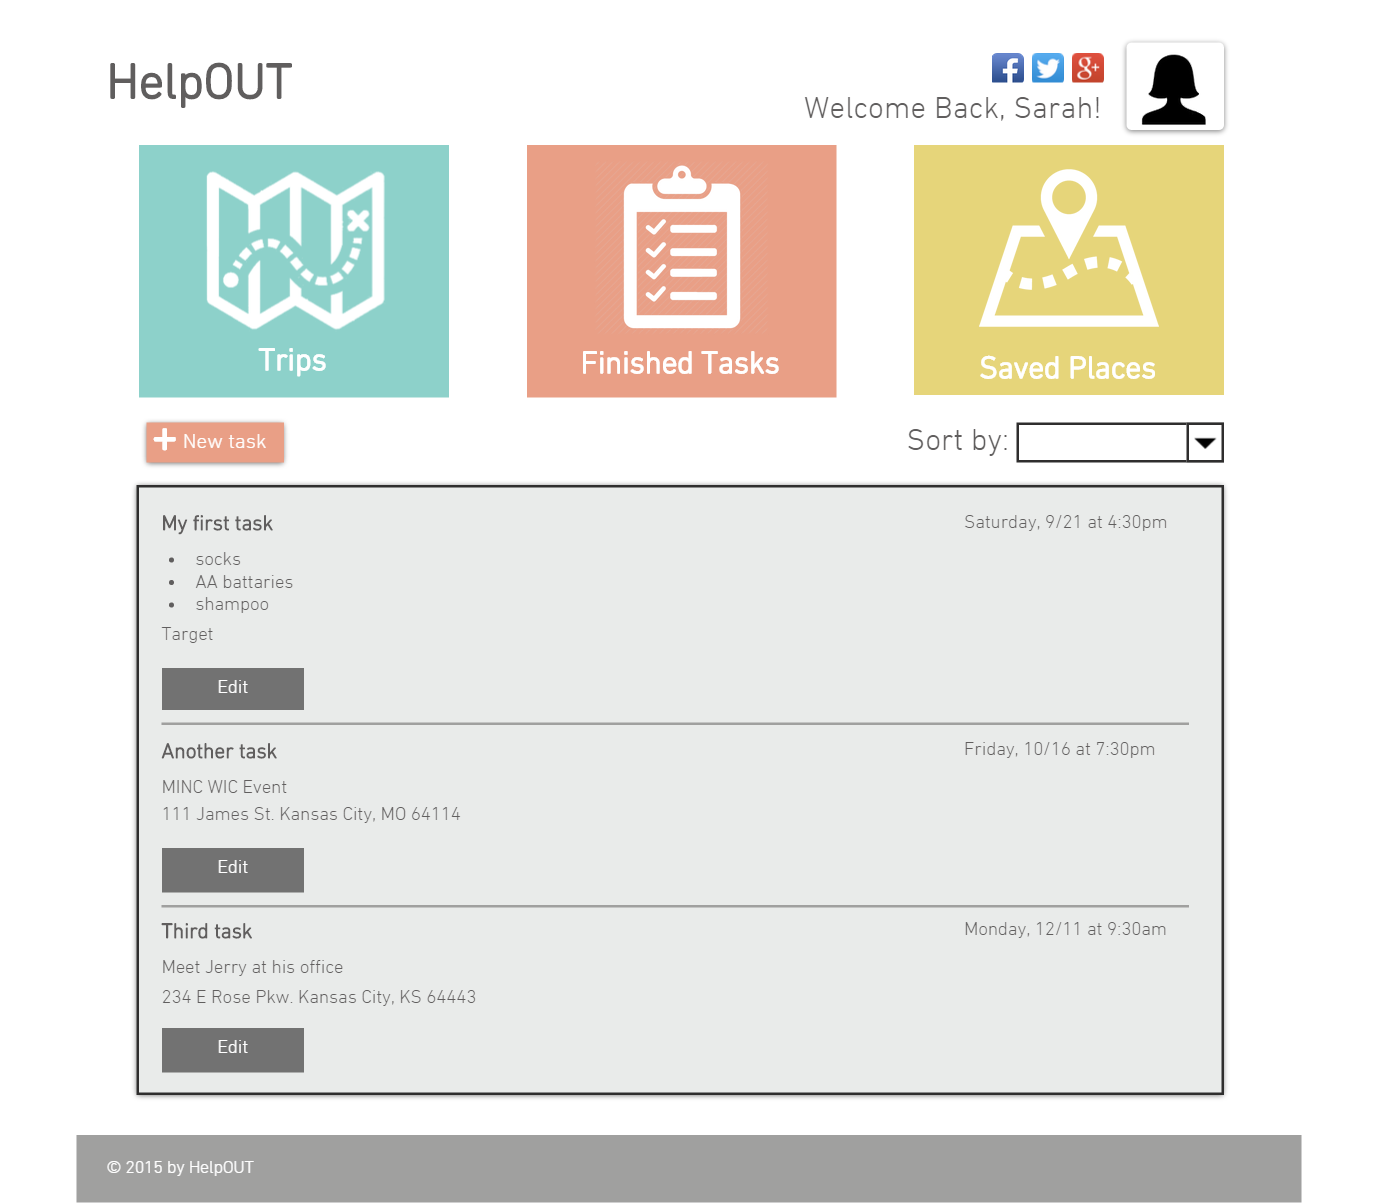 HelpOUT
Welcome Back, Sarah!
Trips
Finished Tasks
Saved Places
New task
Sort by:
My first task
Saturday, 9/21 at 4:30pm
• socks
• AA battaries
• shampoo
Target
Edit
Another task
Friday, 10/16 at 7:30pm
MINC WIC Event
111 James St. Kansas City, MO 64114
Edit
Third task
Monday, 12/11 at 9:30am
Meet Jerry at his office
234 E Rose Pkw. Kansas City, KS 64443
Edit
© 2015 by HelpOUT